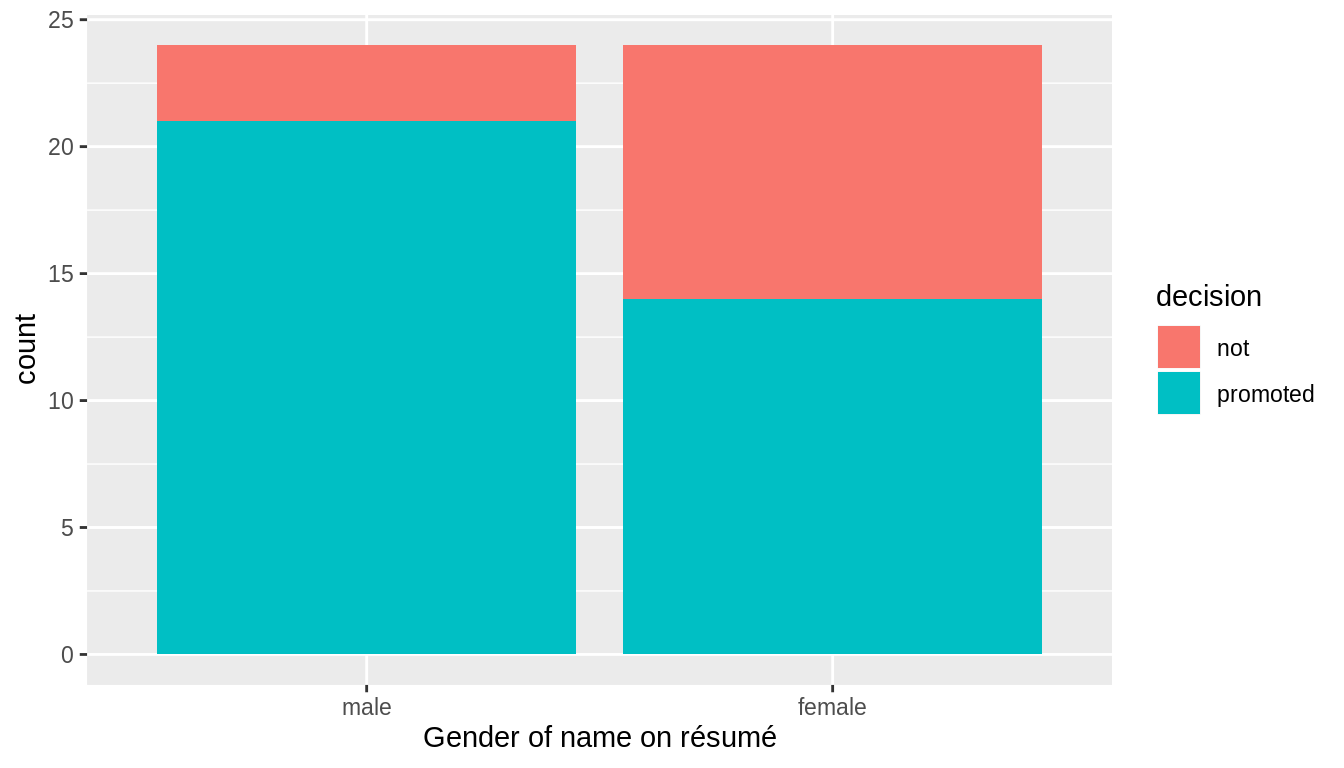 25
20
15
10
5
0
count
male
female
Gender of name on résumé
decision
not
promoted